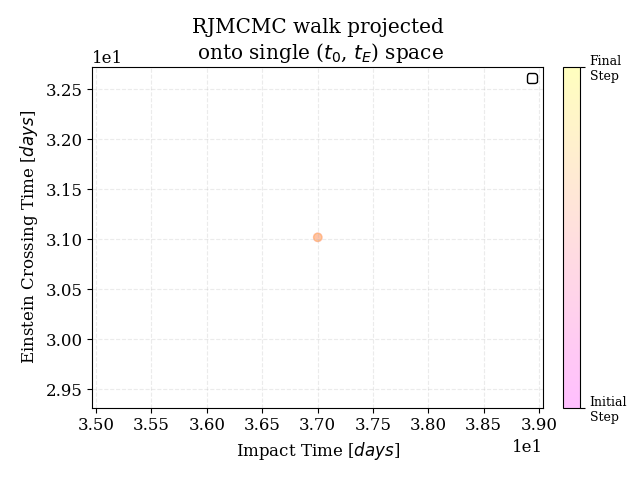 RJMCMC walk projected
onto single (t₀, t_E) space
1e1
Final
Step
3.25
3.20
3.15
3.10
3.05
3.00
2.95
Einstein Crossing Time [days]
3.50 3.55 3.60 3.65 3.70 3.75 3.80 3.85 3.90
Impact Time [days]
1e1
Initial
Step